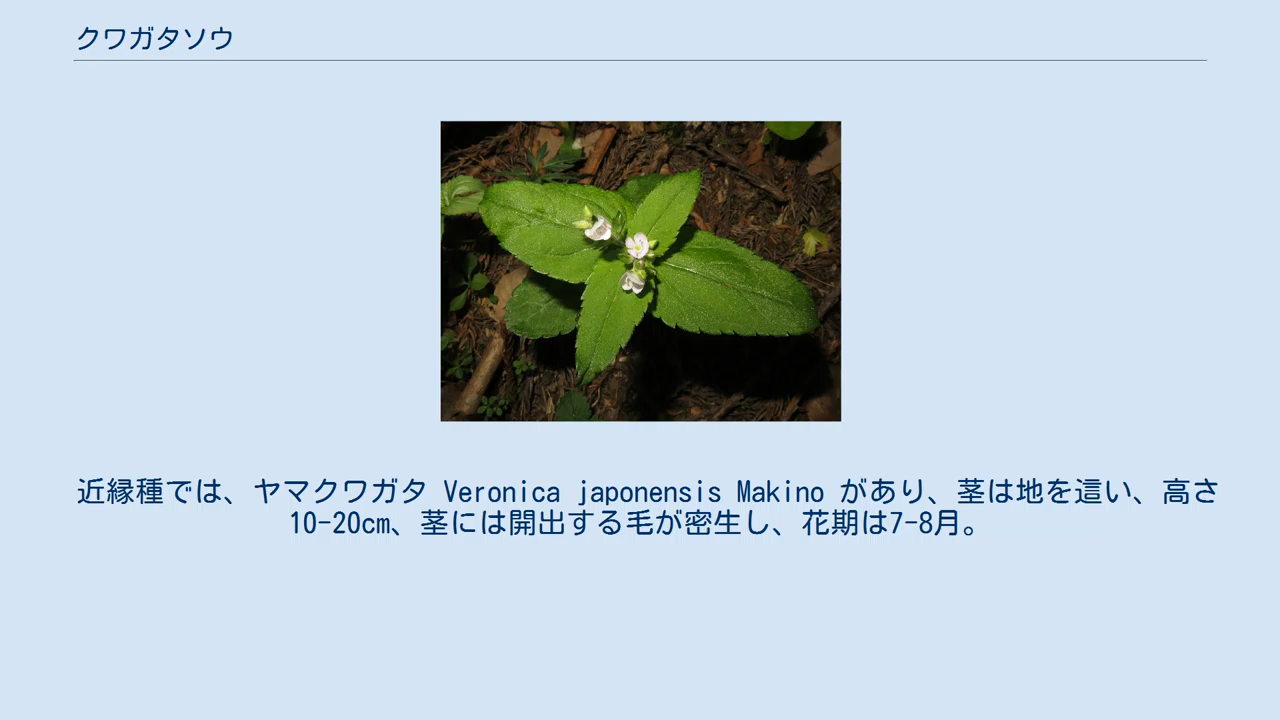 クワガタソウ
近縁種では、ヤマクワガタ Veronica japonensis Makino があり、茎は地を這い、高さ
10-20cm、茎には開出する毛が密生し、花期は7-8月。